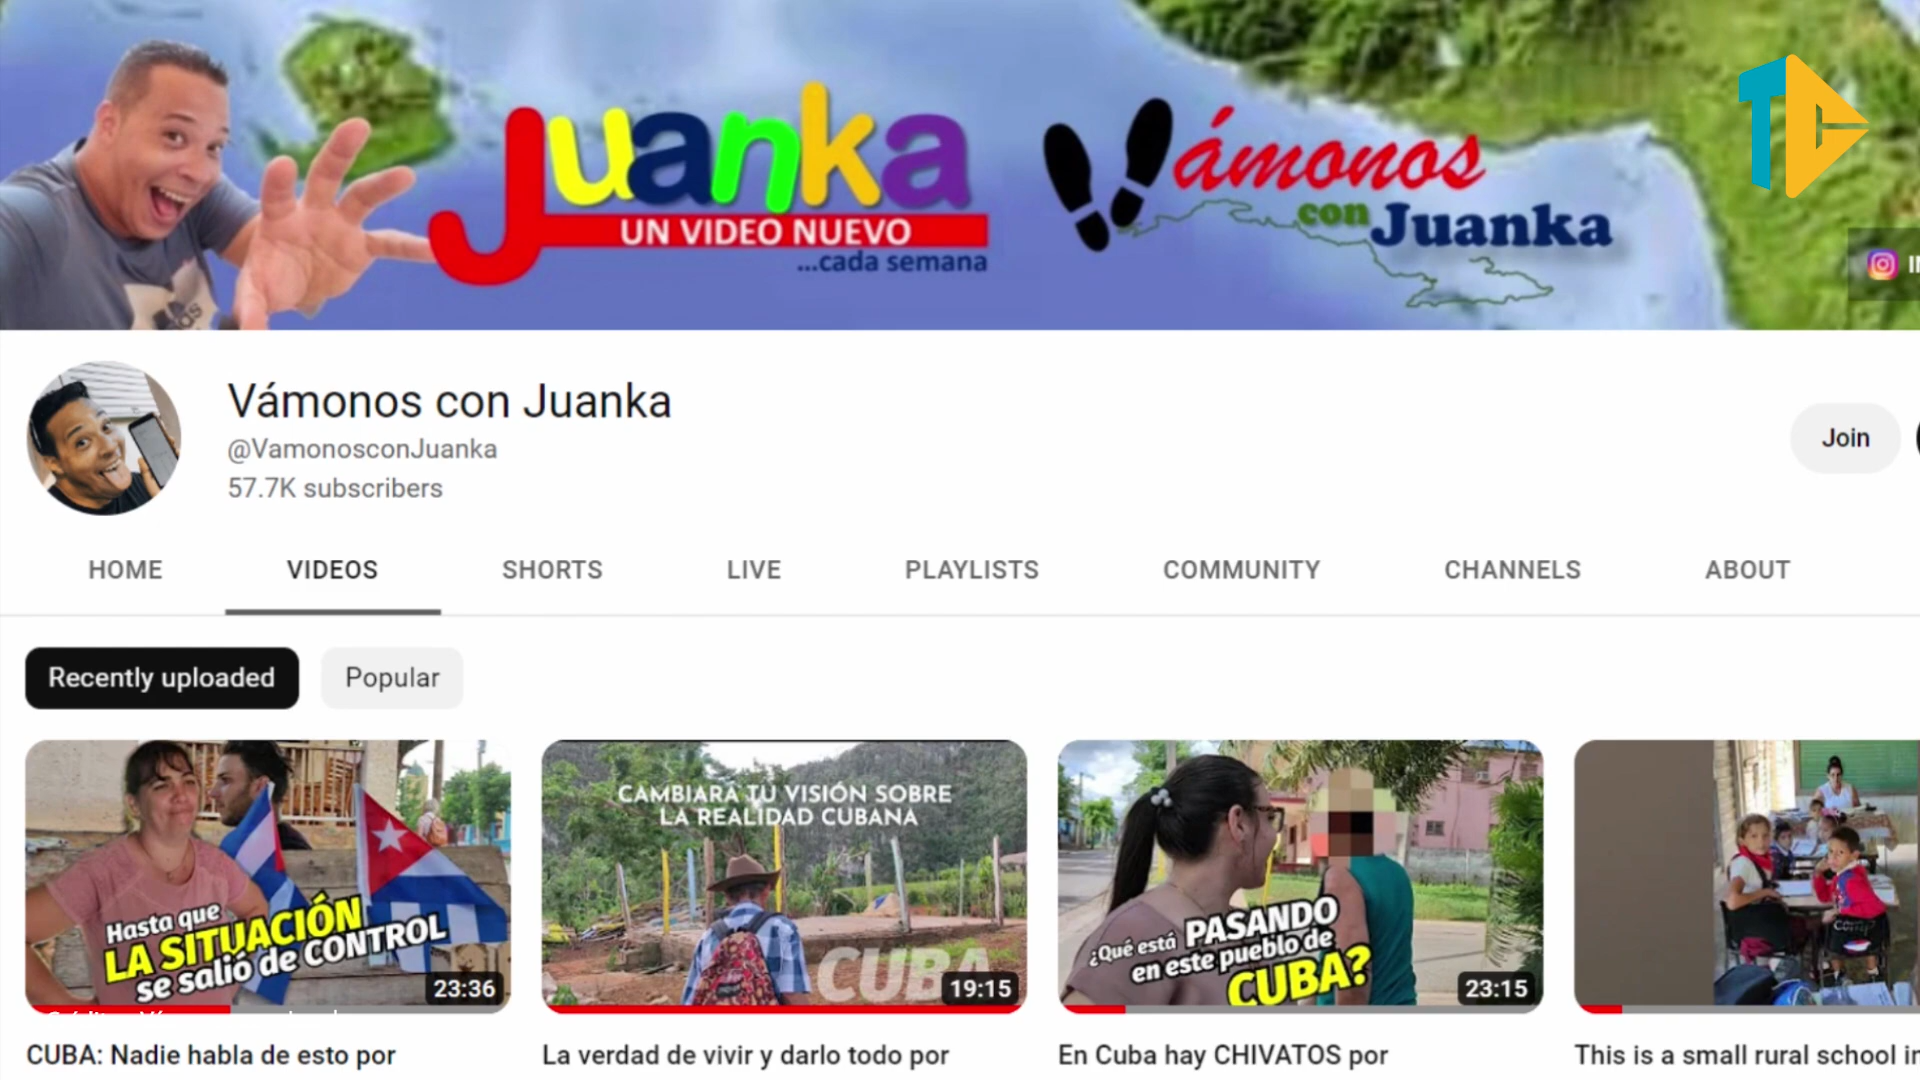 Juanka
UN VIDEO NUEVO
...cada semana
Vámonos
con Juanka
TC
Vámonos con Juanka
@VamonosconJuanka
57.7K subscribers
Join
HOME
VIDEOS
SHORTS
LIVE
PLAYLISTS
COMMUNITY
CHANNELS
ABOUT
Recently uploaded
Popular
Hasta que
LA SITUACIÓN
se salió de CONTROL
23:36
CAMBIARÁ TU VISIÓN SOBRE
LA REALIDAD CUBANA
CUBA
19:15
¿Qué está PASANDO
en este pueblo de
CUBA?
23:15
CUBA: Nadie habla de esto por
La verdad de vivir y darlo todo por
En Cuba hay CHIVATOS por
This is a small rural school in